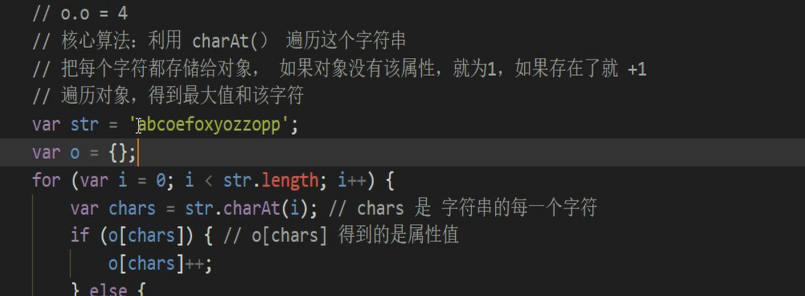 // o.o = 4
// 核心算法：利用 charAt（） 遍历这个字符串
// 把每个字符都存储给对象， 如果对象没有该属性，就为1，如果存在了就 +1
// 遍历对象，得到最大值和该字符
var str = 'abcoefoxyozzopp';
var o = {};
for (var i = 0; i < str.length; i++) {
var chars = str.charAt(i); // chars 是 字符串的每一个字符
if (o[chars]) { // o[chars] 得到的是属性值
o[chars]++;
} else {